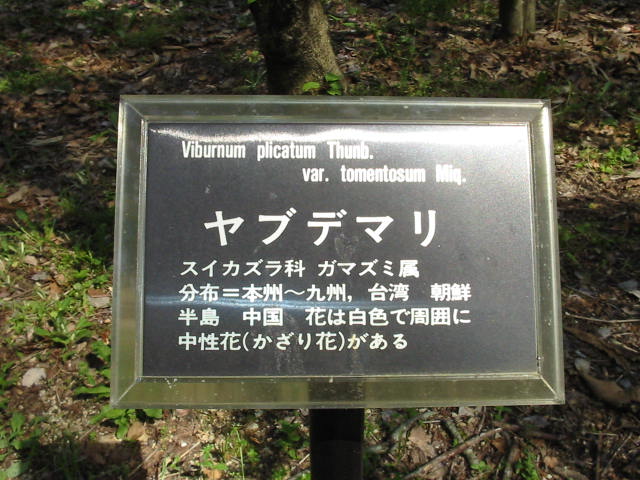 Viburnum plicatum Thunb.
var. tomentosum Miq.
ヤブデマリ
スイカズラ科 ガマズミ属
分布=本州～九州, 台湾 朝鮮
半島 中国 花は白色で周囲に
中性花(かざり花)がある